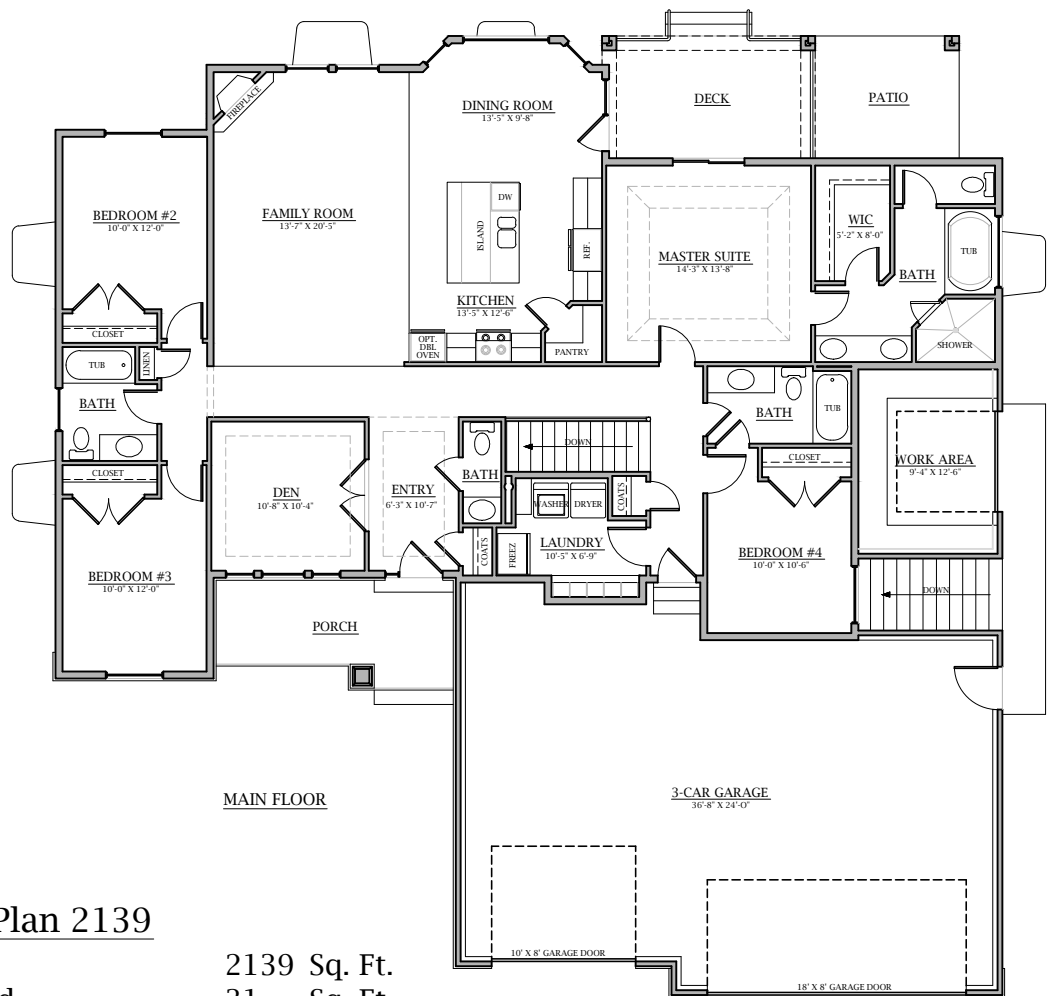 DECK
PATIO
DINING ROOM
13'-5" X 9'-8"
FIREPLACE
BEDROOM #2
10'-0" X 12'-0"
FAMILY ROOM
13'-7" X 20'-5"
DW
ISLAND
REF.
KITCHEN
13'-5" X 12'-6"
MASTER SUITE
14'-3" X 13'-8"
WIC
5'-2" X 8'-0"
BATH
TUB
SHOWER
CLOSET
OPT.
DBL
OVEN
PANTRY
TUB
LINEN
BATH
BATH
TUB
CLOSET
WORK AREA
9'-4" X 12'-6"
CLOSET
DEN
10'-8" X 10'-4"
ENTRY
6'-3" X 10'-7"
BATH
DOWN
WASHER
DRYER
COATS
FREEZ
LAUNDRY
10'-5" X 6'-9"
COATS
BEDROOM #4
10'-0" X 10'-6"
DOWN
BEDROOM #3
10'-0" X 12'-0"
PORCH
MAIN FLOOR
3-CAR GARAGE
36'-8" X 24'-0"
10' X 8' GARAGE DOOR
18' X 8' GARAGE DOOR
Plan 2139
2139 Sq. Ft.